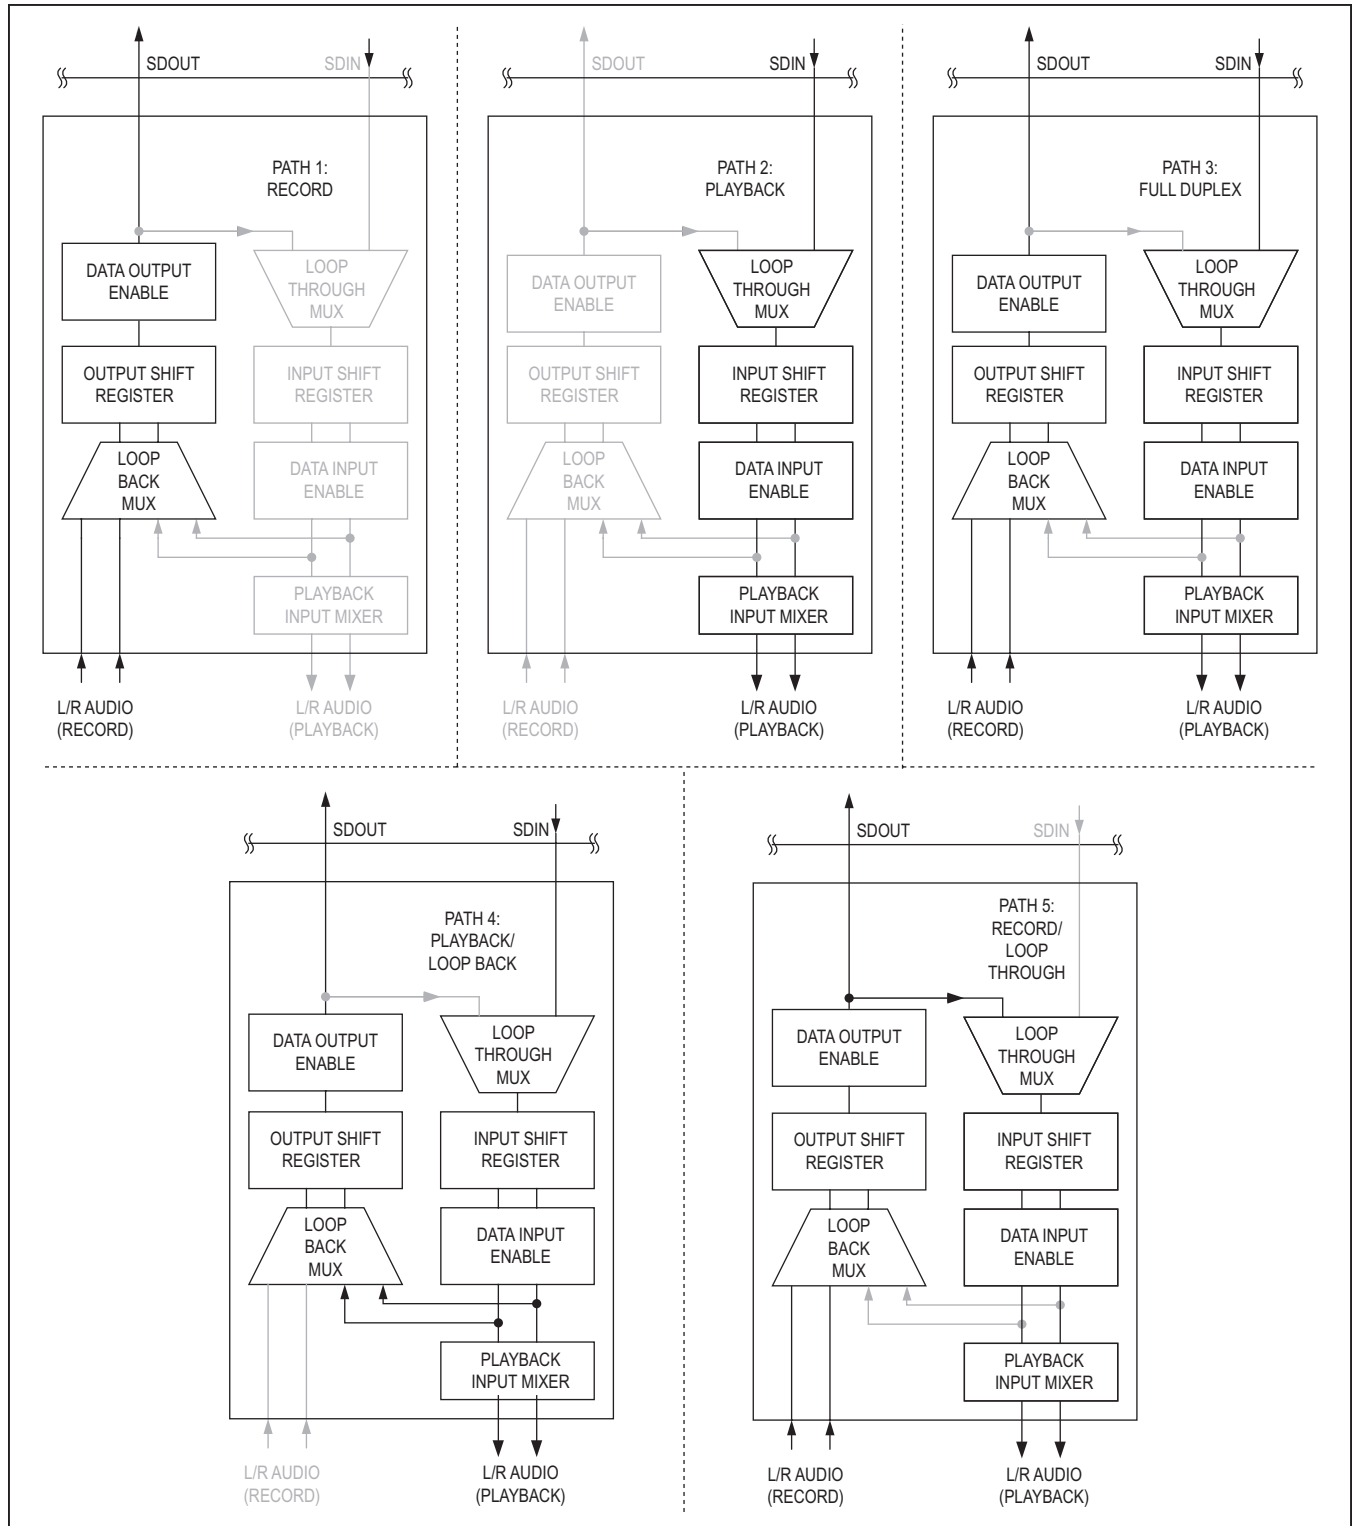 SDOUT
SDIN
PATH 1:
RECORD
DATA OUTPUT
ENABLE
LOOP
THROUGH
MUX
OUTPUT SHIFT
REGISTER
INPUT SHIFT
REGISTER
LOOP
BACK
MUX
DATA INPUT
ENABLE
PLAYBACK
INPUT MIXER
L/R AUDIO
(RECORD)
L/R AUDIO
(PLAYBACK)
SDOUT
SDIN
PATH 2:
PLAYBACK
DATA OUTPUT
ENABLE
LOOP
THROUGH
MUX
OUTPUT SHIFT
REGISTER
INPUT SHIFT
REGISTER
LOOP
BACK
MUX
DATA INPUT
ENABLE
PLAYBACK
INPUT MIXER
L/R AUDIO
(RECORD)
L/R AUDIO
(PLAYBACK)
SDOUT
SDIN
PATH 3:
FULL DUPLEX
DATA OUTPUT
ENABLE
LOOP
THROUGH
MUX
OUTPUT SHIFT
REGISTER
INPUT SHIFT
REGISTER
LOOP
BACK
MUX
DATA INPUT
ENABLE
PLAYBACK
INPUT MIXER
L/R AUDIO
(RECORD)
L/R AUDIO
(PLAYBACK)
SDOUT
SDIN
PATH 4:
PLAYBACK/
LOOP BACK
DATA OUTPUT
ENABLE
LOOP
THROUGH
MUX
OUTPUT SHIFT
REGISTER
INPUT SHIFT
REGISTER
LOOP
BACK
MUX
DATA INPUT
ENABLE
PLAYBACK
INPUT MIXER
L/R AUDIO
(RECORD)
L/R AUDIO
(PLAYBACK)
SDOUT
SDIN
PATH 5:
RECORD/
LOOP
THROUGH
DATA OUTPUT
ENABLE
LOOP
THROUGH
MUX
OUTPUT SHIFT
REGISTER
INPUT SHIFT
REGISTER
LOOP
BACK
MUX
DATA INPUT
ENABLE
PLAYBACK
INPUT MIXER
L/R AUDIO
(RECORD)
L/R AUDIO
(PLAYBACK)